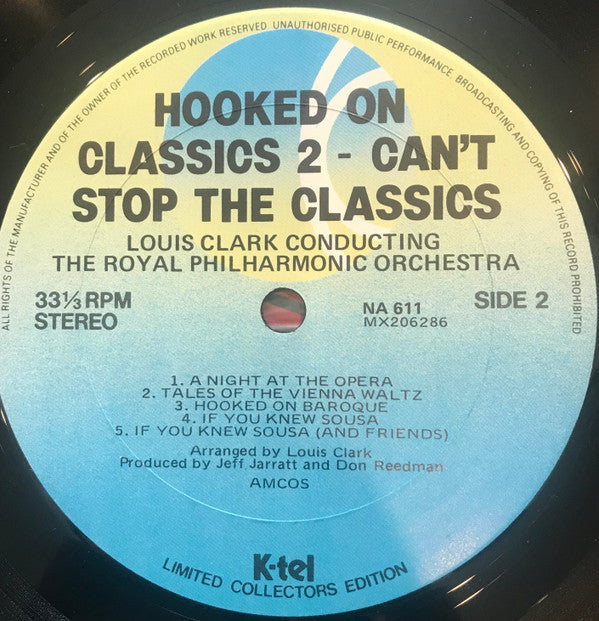 ALL RIGHTS OF THE MANUFACTURER AND OF THE OWNER OF THE RECORDED WORK RESERVED. UNAUTHORISED PUBLIC PERFORMANCE, BROADCASTING AND COPYING OF THIS RECORD PROHIBITED
HOOKED ON
CLASSICS 2 - CAN'T
STOP THE CLASSICS
LOUIS CLARK CONDUCTING
THE ROYAL PHILHARMONIC ORCHESTRA
33⅓ RPM
STEREO
NA 611
MX206286
SIDE 2
1. A NIGHT AT THE OPERA
2. TALES OF THE VIENNA WALTZ
3. HOOKED ON BAROQUE
4. IF YOU KNEW SOUSA
5. IF YOU KNEW SOUSA (AND FRIENDS)
Arranged by Louis Clark
Produced by Jeff Jarratt and Don Reedman
AMCOS
K-tel
LIMITED COLLECTORS EDITION